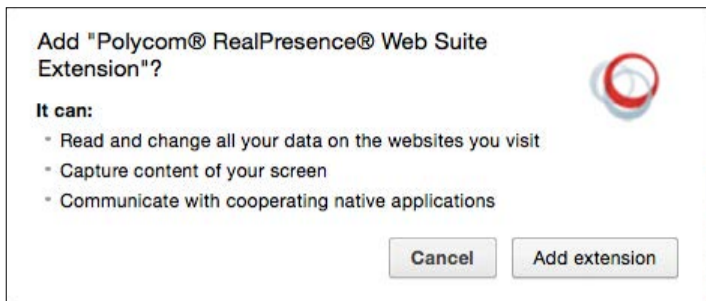 Add "Polycom® RealPresence® Web Suite
Extension"?
It can:
• Read and change all your data on the websites you visit
• Capture content of your screen
• Communicate with cooperating native applications
Cancel Add extension